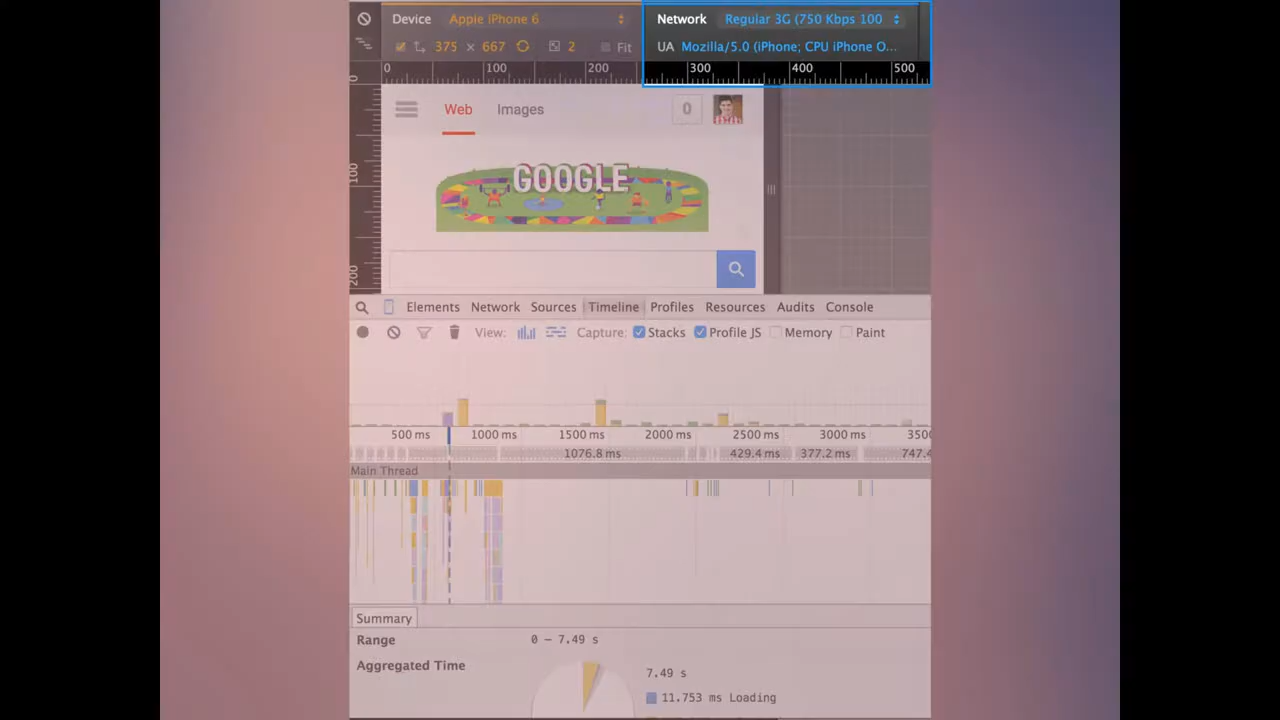 Device Apple iPhone 6 Network Regular 3G (750 Kbps 100
375 × 667 2 Fit UA Mozilla/5.0 (iPhone; CPU iPhone O...
0 100 200 300 400 500
0
100
200
Web Images 0
GOOGLE
Elements Network Sources Timeline Profiles Resources Audits Console
View: Capture: Stacks Profile JS Memory Paint
500 ms 1000 ms 1500 ms 2000 ms 2500 ms 3000 ms 3500
1076.8 ms 429.4 ms 377.2 ms 747.4
Main Thread
Summary
Range 0 – 7.49 s
Aggregated Time 7.49 s
11.753 ms Loading